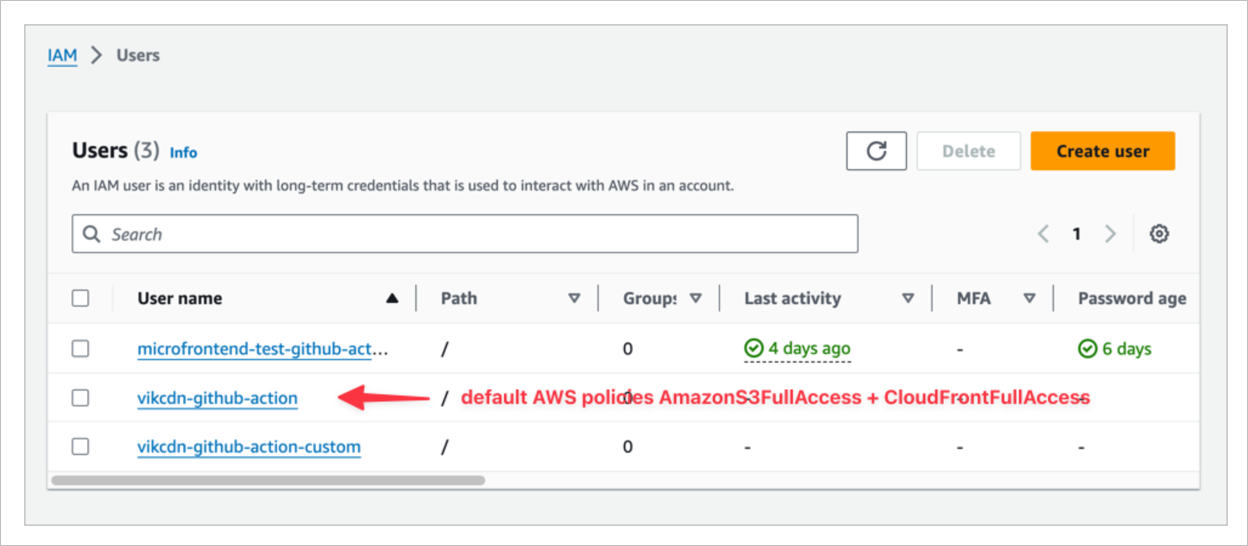 IAM > Users
Users (3) Info
Delete
Create user
An IAM user is an identity with long-term credentials that is used to interact with AWS in an account.
Search
1
User name Path Groups Last activity MFA Password age
microfrontend-test-github-act... / 0 4 days ago - 6 days
vikcdn-github-action / 0 - - -
default AWS policies AmazonS3FullAccess + CloudFrontFullAccess
vikcdn-github-action-custom / 0 - - -